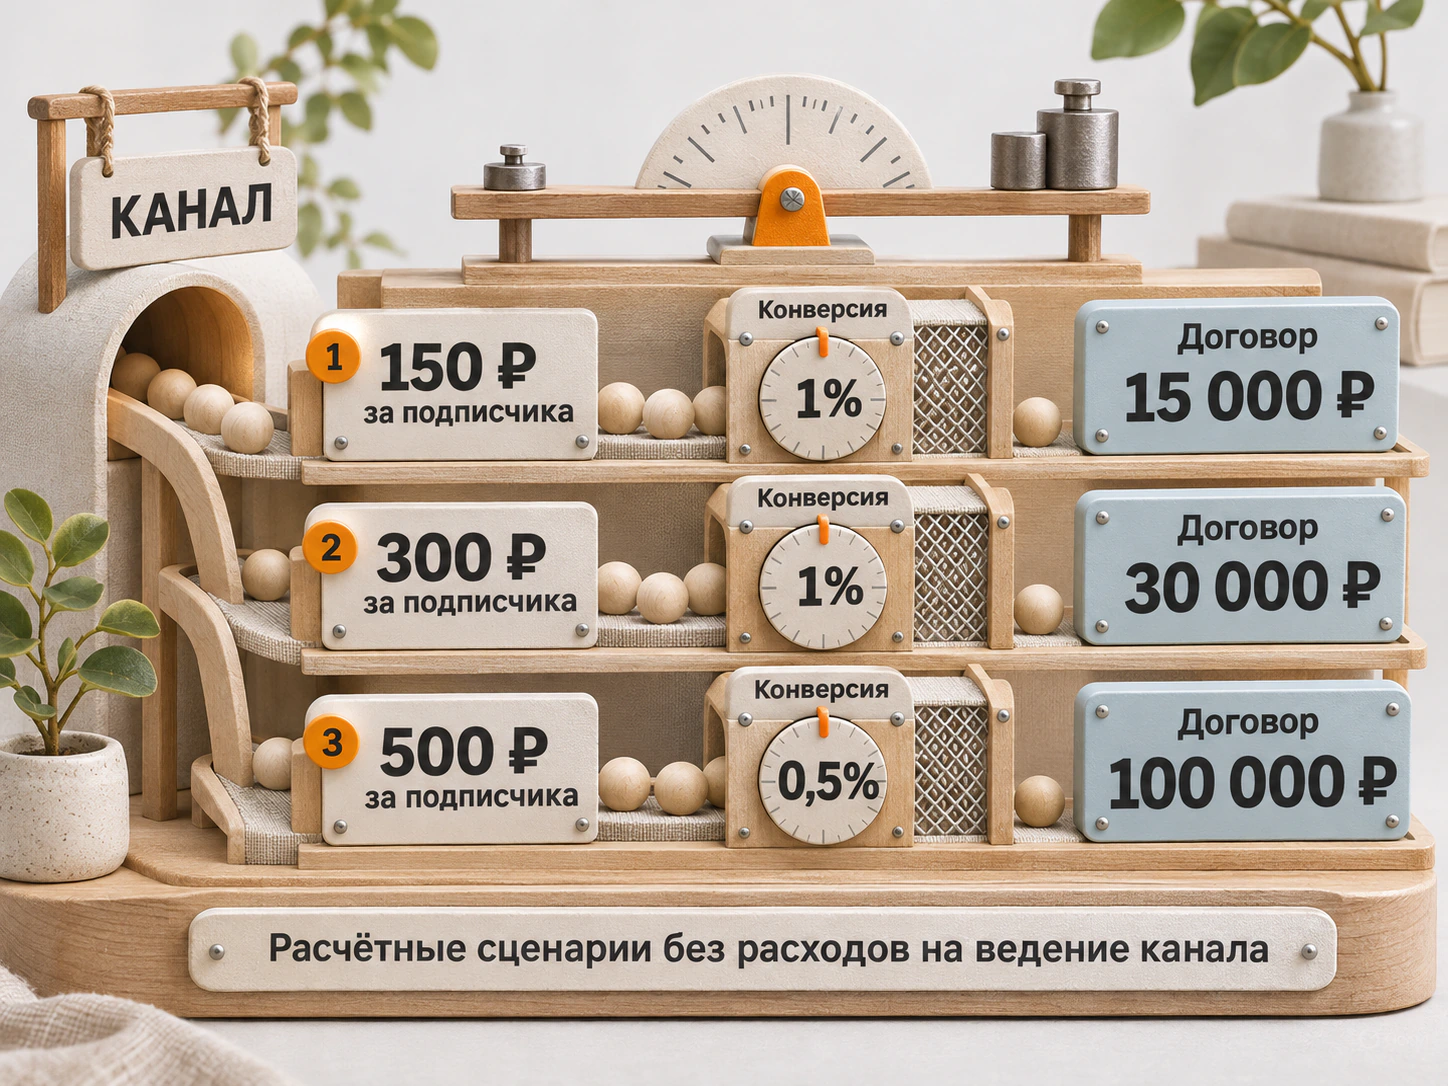 КАНАЛ
1
150 ₽
за подписчика
Конверсия
1%
Договор
15 000 ₽
2
300 ₽
за подписчика
Конверсия
1%
Договор
30 000 ₽
3
500 ₽
за подписчика
Конверсия
0,5%
Договор
100 000 ₽
Расчётные сценарии без расходов на ведение канала